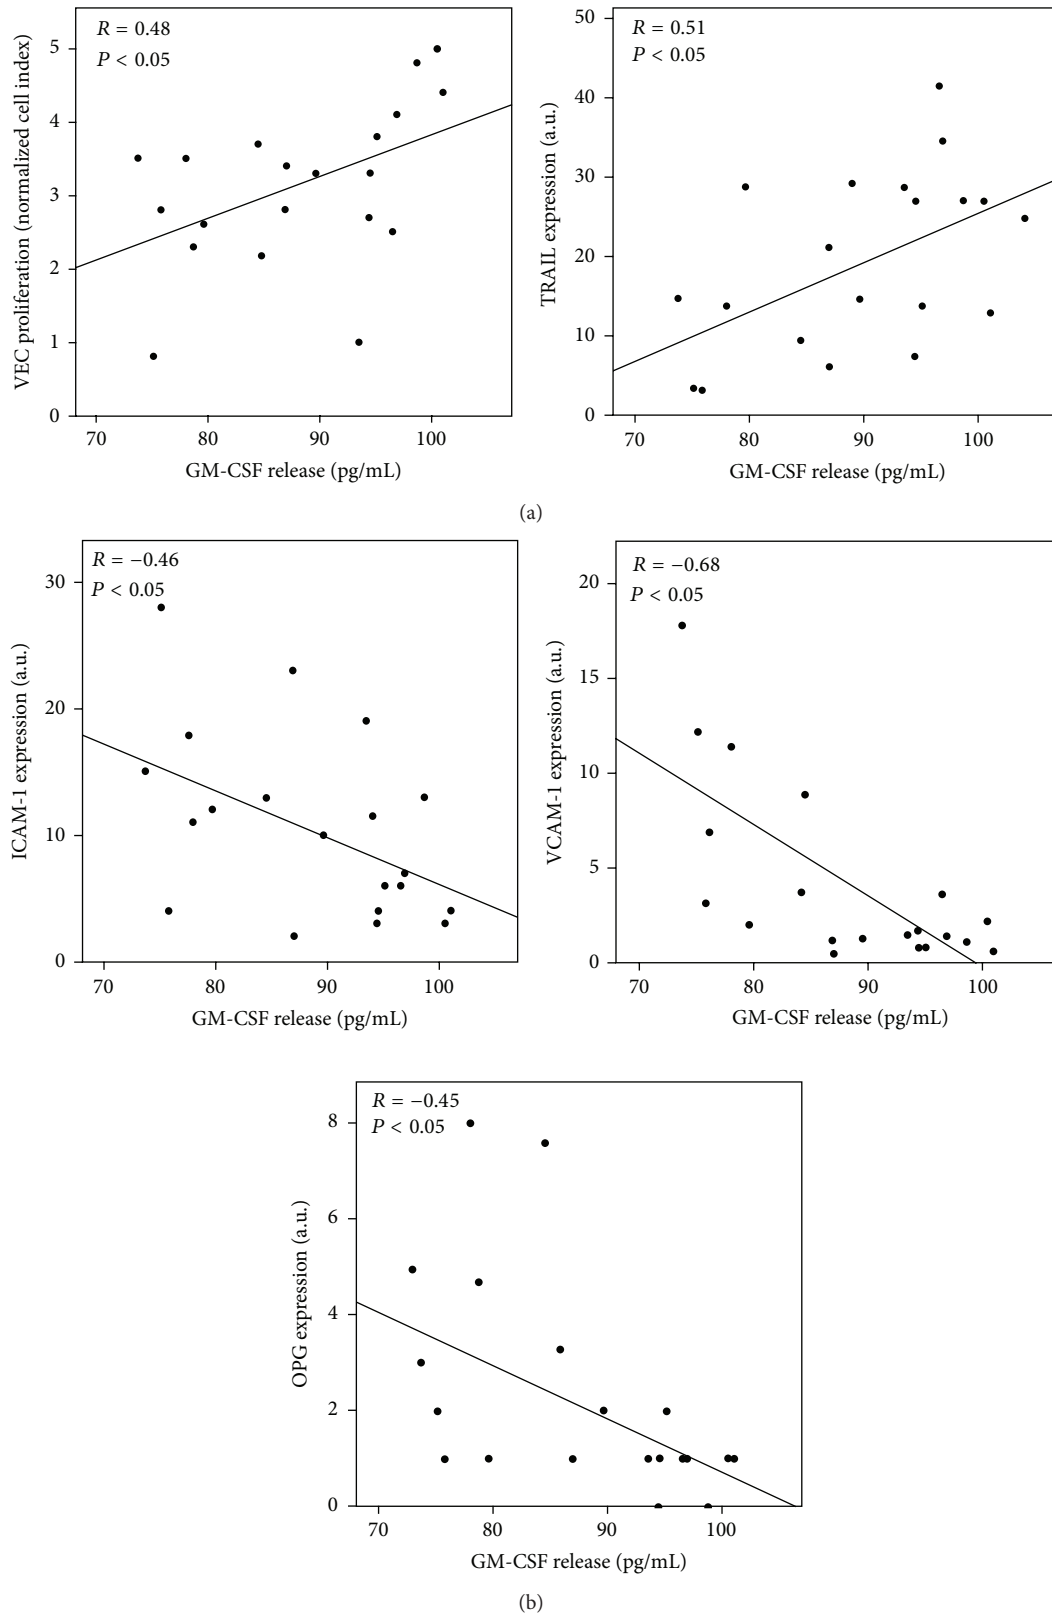 R = 0.48
P < 0.05
VEC proliferation (normalized cell index)
5
4
3
2
1
0
70 80 90 100
GM-CSF release (pg/mL)
R = 0.51
P < 0.05
TRAIL expression (a.u.)
50
40
30
20
10
0
70 80 90 100
GM-CSF release (pg/mL)
(a)
R = −0.46
P < 0.05
ICAM-1 expression (a.u.)
30
20
10
0
70 80 90 100
GM-CSF release (pg/mL)
R = −0.68
P < 0.05
VCAM-1 expression (a.u.)
20
15
10
5
0
70 80 90 100
GM-CSF release (pg/mL)
R = −0.45
P < 0.05
OPG expression (a.u.)
8
6
4
2
0
70 80 90 100
GM-CSF release (pg/mL)
(b)